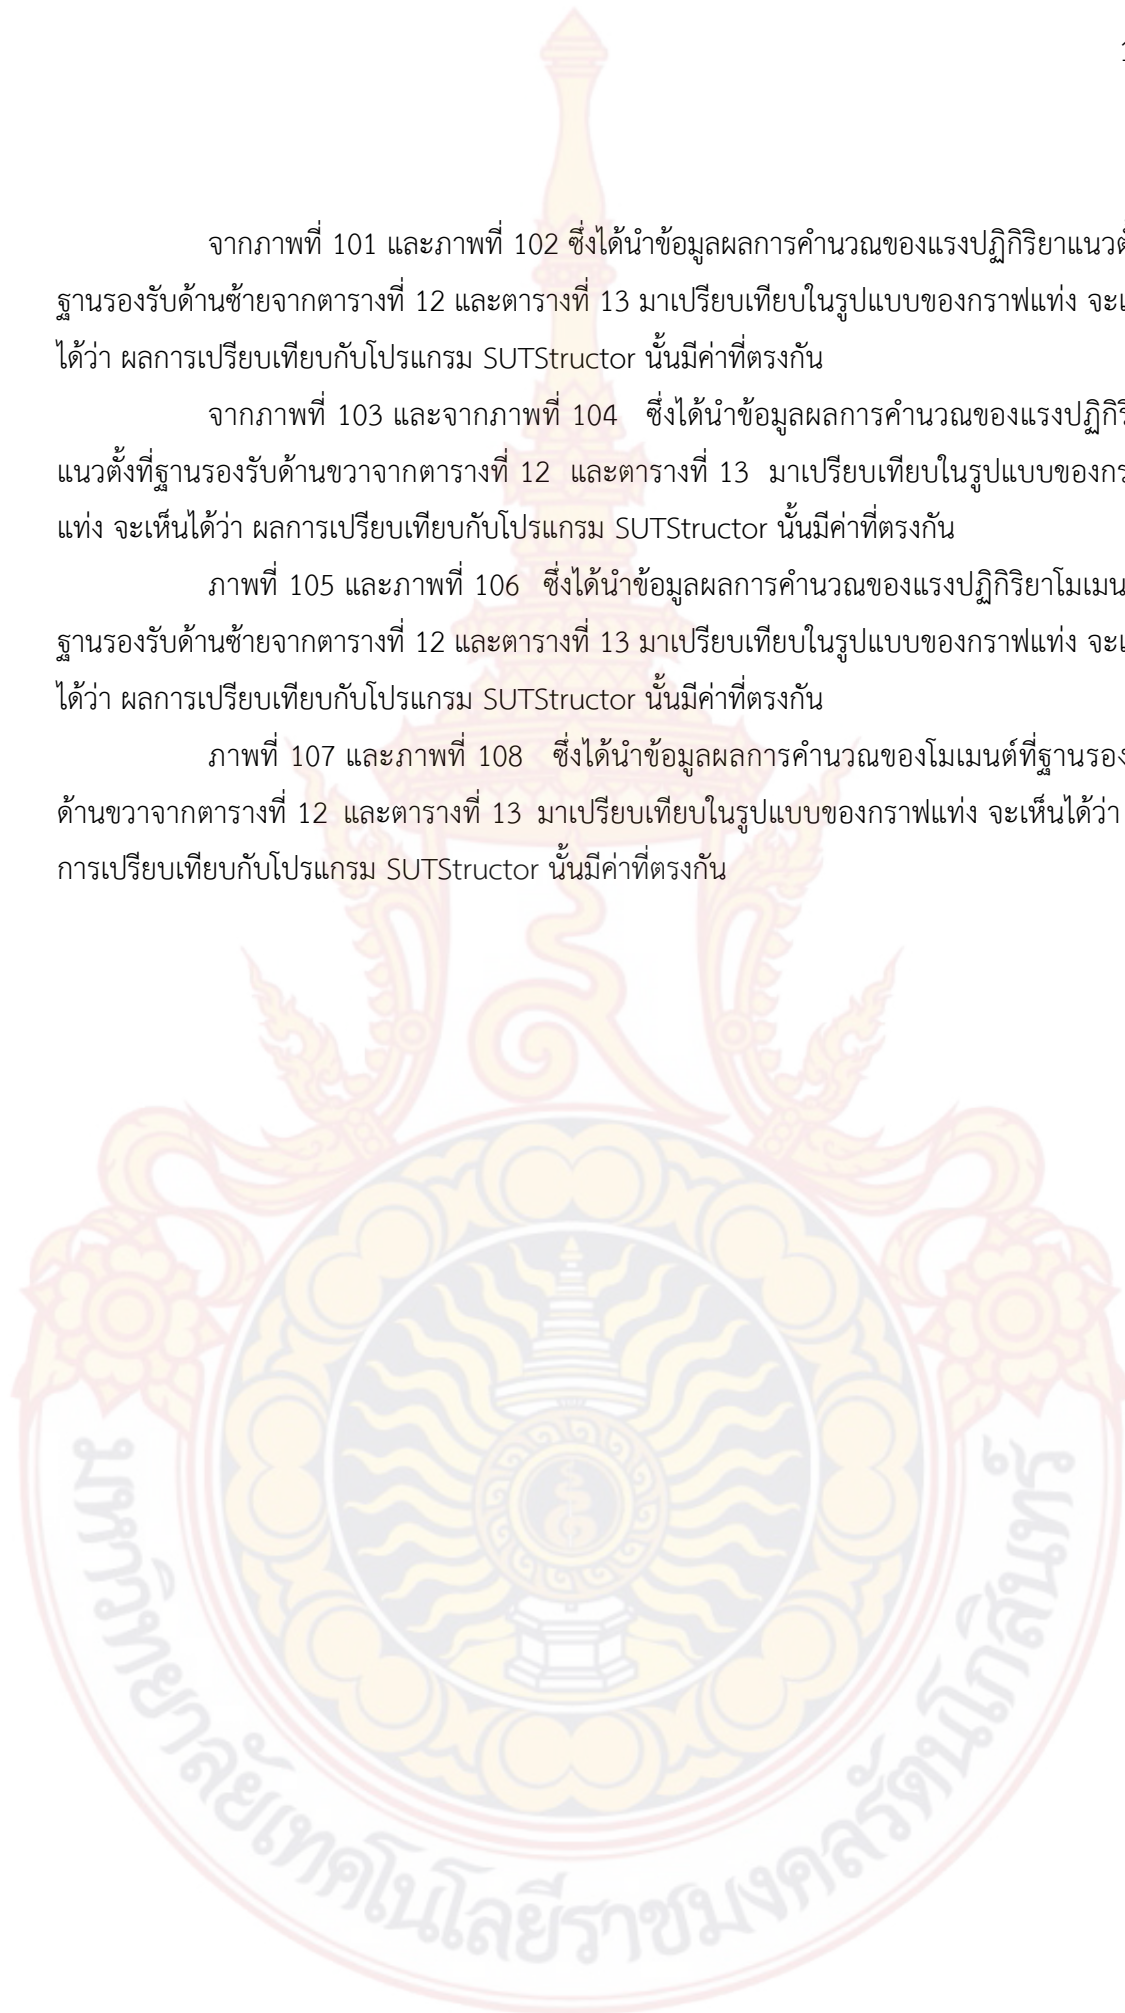 จากภาพที่ 101 และภาพที่ 102 ซึ่งได้นำข้อมูลผลการคำนวณของแรงปฏิกิริยา
ฐานรองรับด้านซ้ายจากตารางที่ 12 และตารางที่ 13 มาเปรียบเทียบในรูปแบบของกราฟแท่ง
ได้ว่า ผลการเปรียบเทียบกับโปรแกรม SUTStructor นั้นมีค่าที่ตรงกัน
จากภาพที่ 103 และจากภาพที่ 104 ซึ่งได้นำข้อมูลผลการคำนวณของ
แนวตั้งที่ฐานรองรับด้านขวาจากตารางที่ 12 และตารางที่ 13 มาเปรียบเทียบในรูปแบบของ
แท่ง จะเห็นได้ว่า ผลการเปรียบเทียบกับโปรแกรม SUTStructor นั้นมีค่าที่ตรงกัน
ภาพที่ 105 และภาพที่ 106 ซึ่งได้นำข้อมูลผลการคำนวณของแรงปฏิกิริยา
ฐานรองรับด้านซ้ายจากตารางที่ 12 และตารางที่ 13 มาเปรียบเทียบในรูปแบบของกราฟแท่ง
ได้ว่า ผลการเปรียบเทียบกับโปรแกรม SUTStructor นั้นมีค่าที่ตรงกัน
ภาพที่ 107 และภาพที่ 108 ซึ่งได้นำข้อมูลผลการคำนวณของโมเมนต์ที่ฐานรอง
ด้านขวาจากตารางที่ 12 และตารางที่ 13 มาเปรียบเทียบในรูปแบบของกราฟแท่ง จะเห็นได้ว่า
การเปรียบเทียบกับโปรแกรม SUTStructor นั้นมีค่าที่ตรงกัน
มหาวิทยาลัยเทคโนโลยีราชมงคลรัตนโกสินทร์